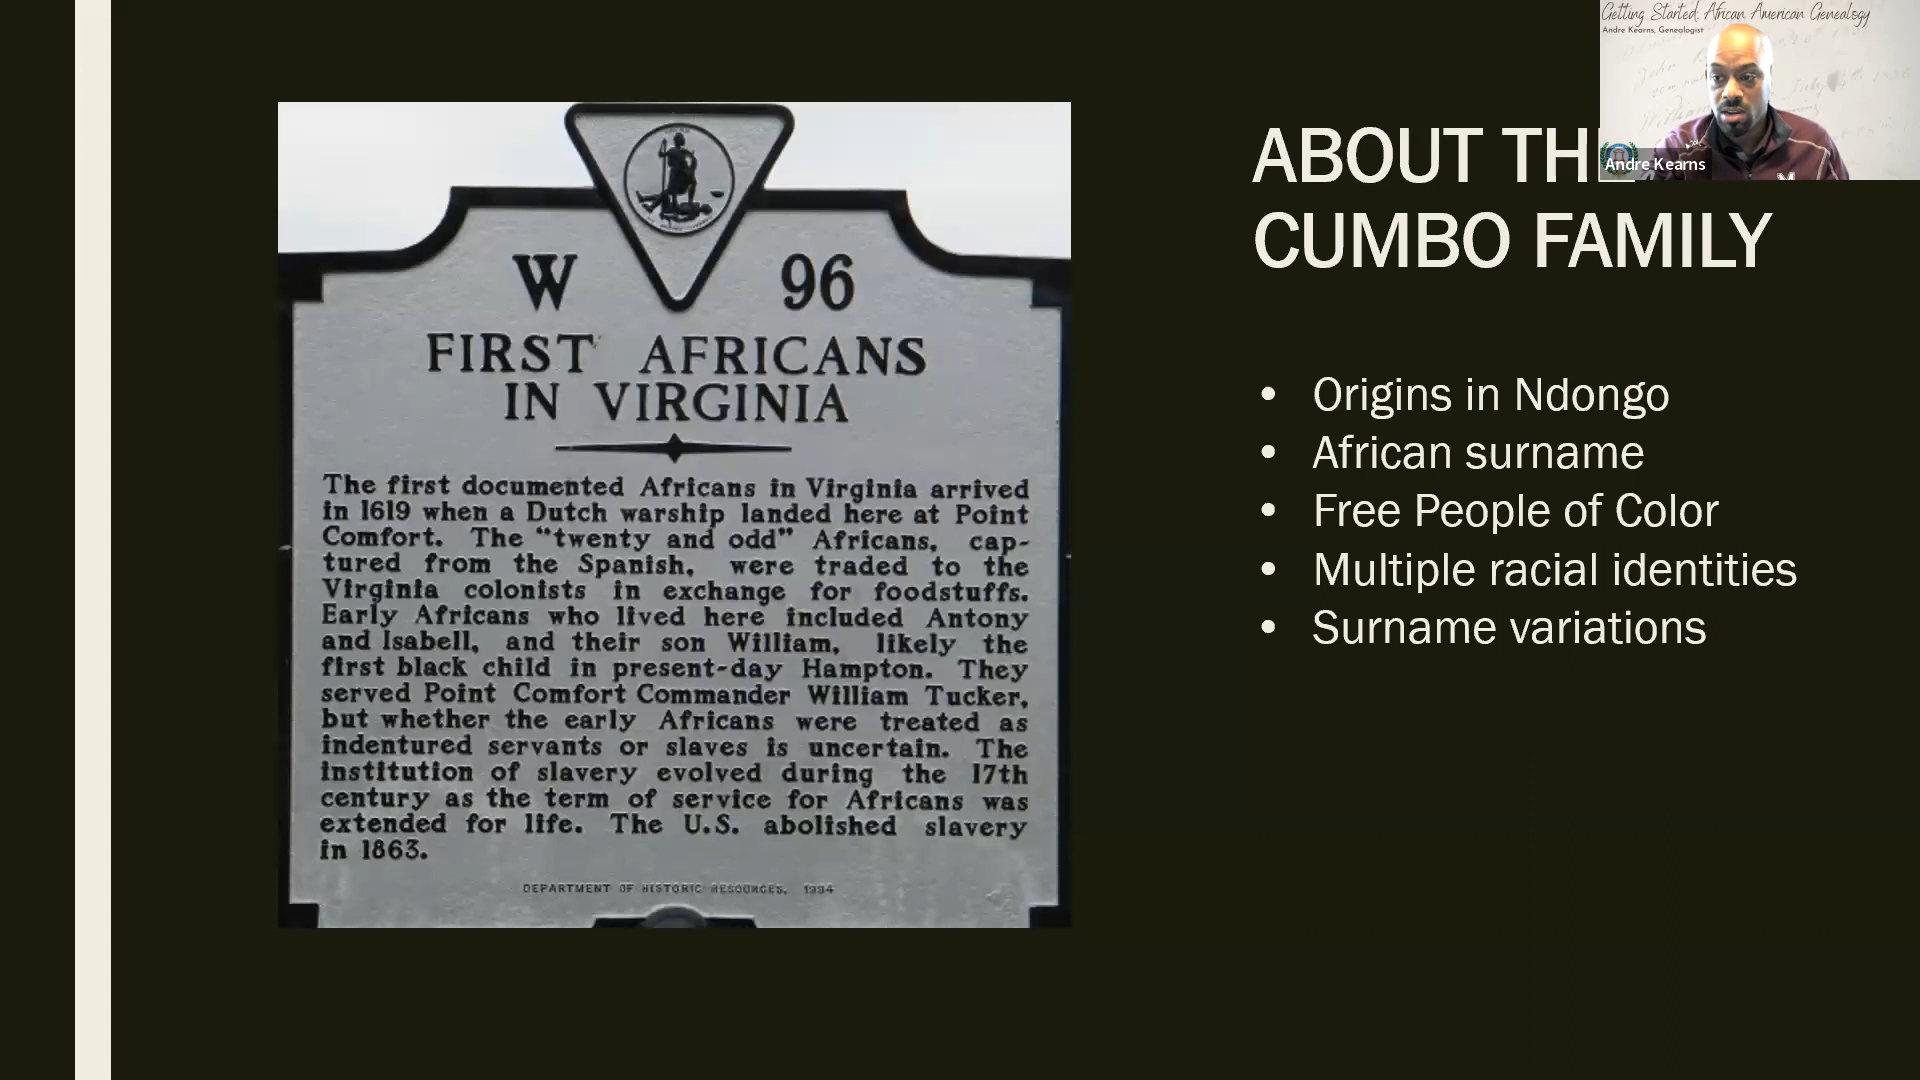 Getting Started: African American Genealogy
Andre Kearns, Genealogist
Andre Kearns
ABOUT THE
CUMBO FAMILY
• Origins in Ndongo
• African surname
• Free People of Color
• Multiple racial identities
• Surname variations
W 96
FIRST AFRICANS
IN VIRGINIA
The first documented Africans in Virginia arrived
in 1619 when a Dutch warship landed here at Point
Comfort. The "twenty and odd" Africans, cap-
tured from the Spanish, were traded to the
Virginia colonists in exchange for foodstuffs.
Early Africans who lived here included Antony
and Isabell, and their son William, likely the
first black child in present-day Hampton. They
served Point Comfort Commander William Tucker,
but whether the early Africans were treated as
indentured servants or slaves is uncertain. The
institution of slavery evolved during the 17th
century as the term of service for Africans was
extended for life. The U.S. abolished slavery
in 1863.
DEPARTMENT OF HISTORIC RESOURCES, 1994